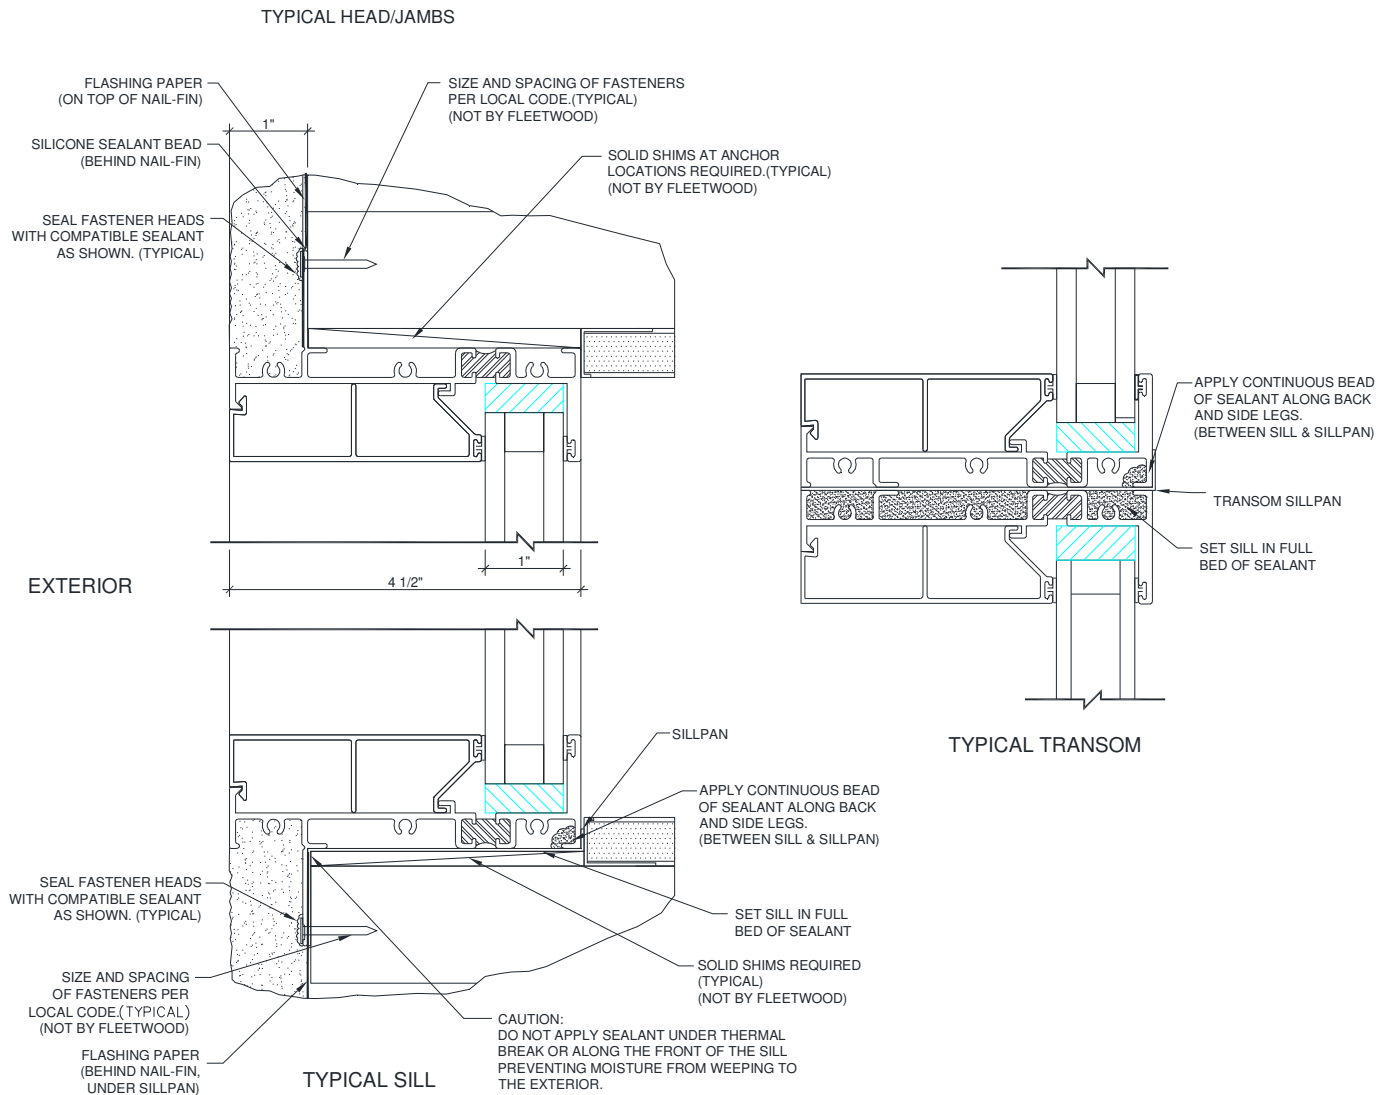 TYPICAL HEAD/JAMBS
FLASHING PAPER
(ON TOP OF NAIL-FIN)
SILICONE SEALANT BEAD
(BEHIND NAIL-FIN)
SEAL FASTENER HEADS
WITH COMPATIBLE SEALANT
AS SHOWN. (TYPICAL)
1"
SIZE AND SPACING OF FASTENERS
PER LOCAL CODE.(TYPICAL)
(NOT BY FLEETWOOD)
SOLID SHIMS AT ANCHOR
LOCATIONS REQUIRED.(TYPICAL)
(NOT BY FLEETWOOD)
EXTERIOR
1"
4 1/2"
APPLY CONTINUOUS BEAD
OF SEALANT ALONG BACK
AND SIDE LEGS.
(BETWEEN SILL & SILLPAN)
TRANSOM SILLPAN
SET SILL IN FULL
BED OF SEALANT
TYPICAL TRANSOM
SILLPAN
APPLY CONTINUOUS BEAD
OF SEALANT ALONG BACK
AND SIDE LEGS.
(BETWEEN SILL & SILLPAN)
SET SILL IN FULL
BED OF SEALANT
SOLID SHIMS REQUIRED
(TYPICAL)
(NOT BY FLEETWOOD)
CAUTION:
DO NOT APPLY SEALANT UNDER THERMAL
BREAK OR ALONG THE FRONT OF THE SILL
PREVENTING MOISTURE FROM WEEPING TO
THE EXTERIOR.
SEAL FASTENER HEADS
WITH COMPATIBLE SEALANT
AS SHOWN. (TYPICAL)
SIZE AND SPACING
OF FASTENERS PER
LOCAL CODE.(TYPICAL)
(NOT BY FLEETWOOD)
FLASHING PAPER
(BEHIND NAIL-FIN,
UNDER SILLPAN)
TYPICAL SILL